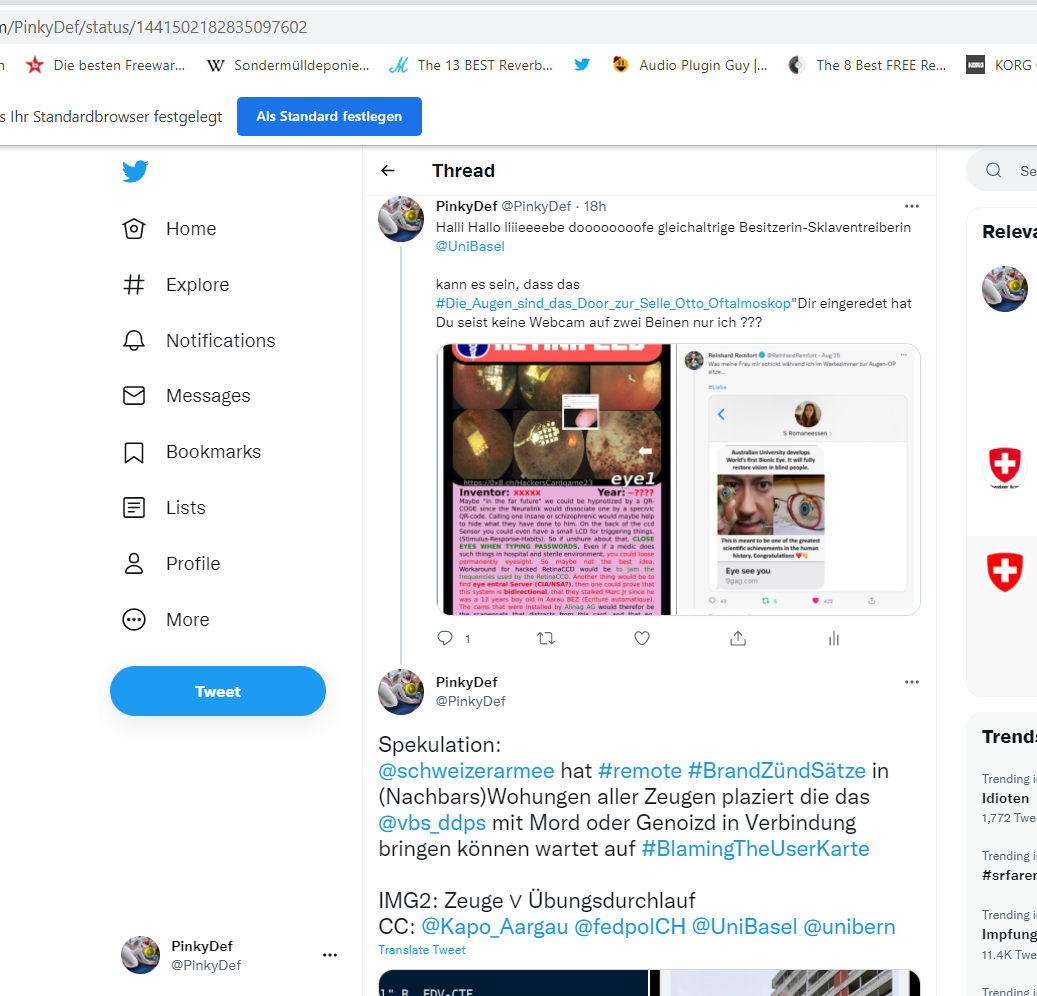 m/PinkyDef/status/1441502182835097602
n Die besten Freewar... Sondermülldeponie... The 13 BEST Reverb... Audio Plugin Guy |... The 8 Best FREE Re... KORG KORG
s Ihr Standardbrowser festgelegt Als Standard festlegen
Home
Explore
Notifications
Messages
Bookmarks
Lists
Profile
More
Tweet
PinkyDef
@PinkyDef
Thread
PinkyDef @PinkyDef · 18h
Halli Hallo liiieeeebe doooooooofe gleichaltrige Besitzerin-Sklaventreiberin
@UniBasel
kann es sein, dass das
#Die_Augen_sind_das_Door_zur_Selle_Otto_Oftalmoskop"Dir eingeredet hat
Du seist keine Webcam auf zwei Beinen nur ich ???
https://0x8.ch/HackersCardgame23
eye1
Inventor: xxxxx Year: ~????
Maybe "in the far future" we could be hypnotized by a QR-
CODE since the Neuralink would dissociate one by a specivic
QR-code. Calling one insane or schizophrenic would maybe help
to hide what they have done to him. On the back of the ccd
Sensor you could even have a small LCD for triggering things.
(Stimulus-Response-Habits). So if unsure about that, CLOSE
EYES WHEN TYPING PASSWORDS. Even if a medic does
such things in hospital and sterile environment, you could loose
permanently eyesight. So maybe not the best idea.
Workaround for hacked RetinaCCD would be to jam the
frequencies used by the RetinaCCD. Another thing would be to
find eye entral Server (CIA/NSA?), then one could prove that
this system is bidirectional, that they stalked Marc jr since he
was a 13 years boy old in Aarau BEZ (Ecriture automatique).
The cams that were installed by Alinag AG would therefor be
Reinhard Remfort @ReinhardRemfort · Aug 25
Was meine Frau mir schickt während ich im Wartezimmer zur Augen-OP
sitze...
#Liebe
S Romaneessen
Australian University develops
World's first Bionic Eye. It will fully
restore vision in blind people.
This is meant to be one of the greatest
scientific achievements in the human
history. Congratulations
Eye see you
9gag.com
1
PinkyDef
@PinkyDef
Spekulation:
@schweizerarmee hat #remote #BrandZündSätze in
(Nachbars)Wohungen aller Zeugen plaziert die das
@vbs_ddps mit Mord oder Genoizd in Verbindung
bringen können wartet auf #BlamingTheUserKarte
IMG2: Zeuge ∨ Übungsdurchlauf
CC: @Kapo_Aargau @fedpolCH @UniBasel @unibern
Translate Tweet
Se
Releva
Trends
Trending i
Idioten
1,772 Twe
Trending i
#srfaren
Trending i
Impfung
11.4K Twe
Trending i